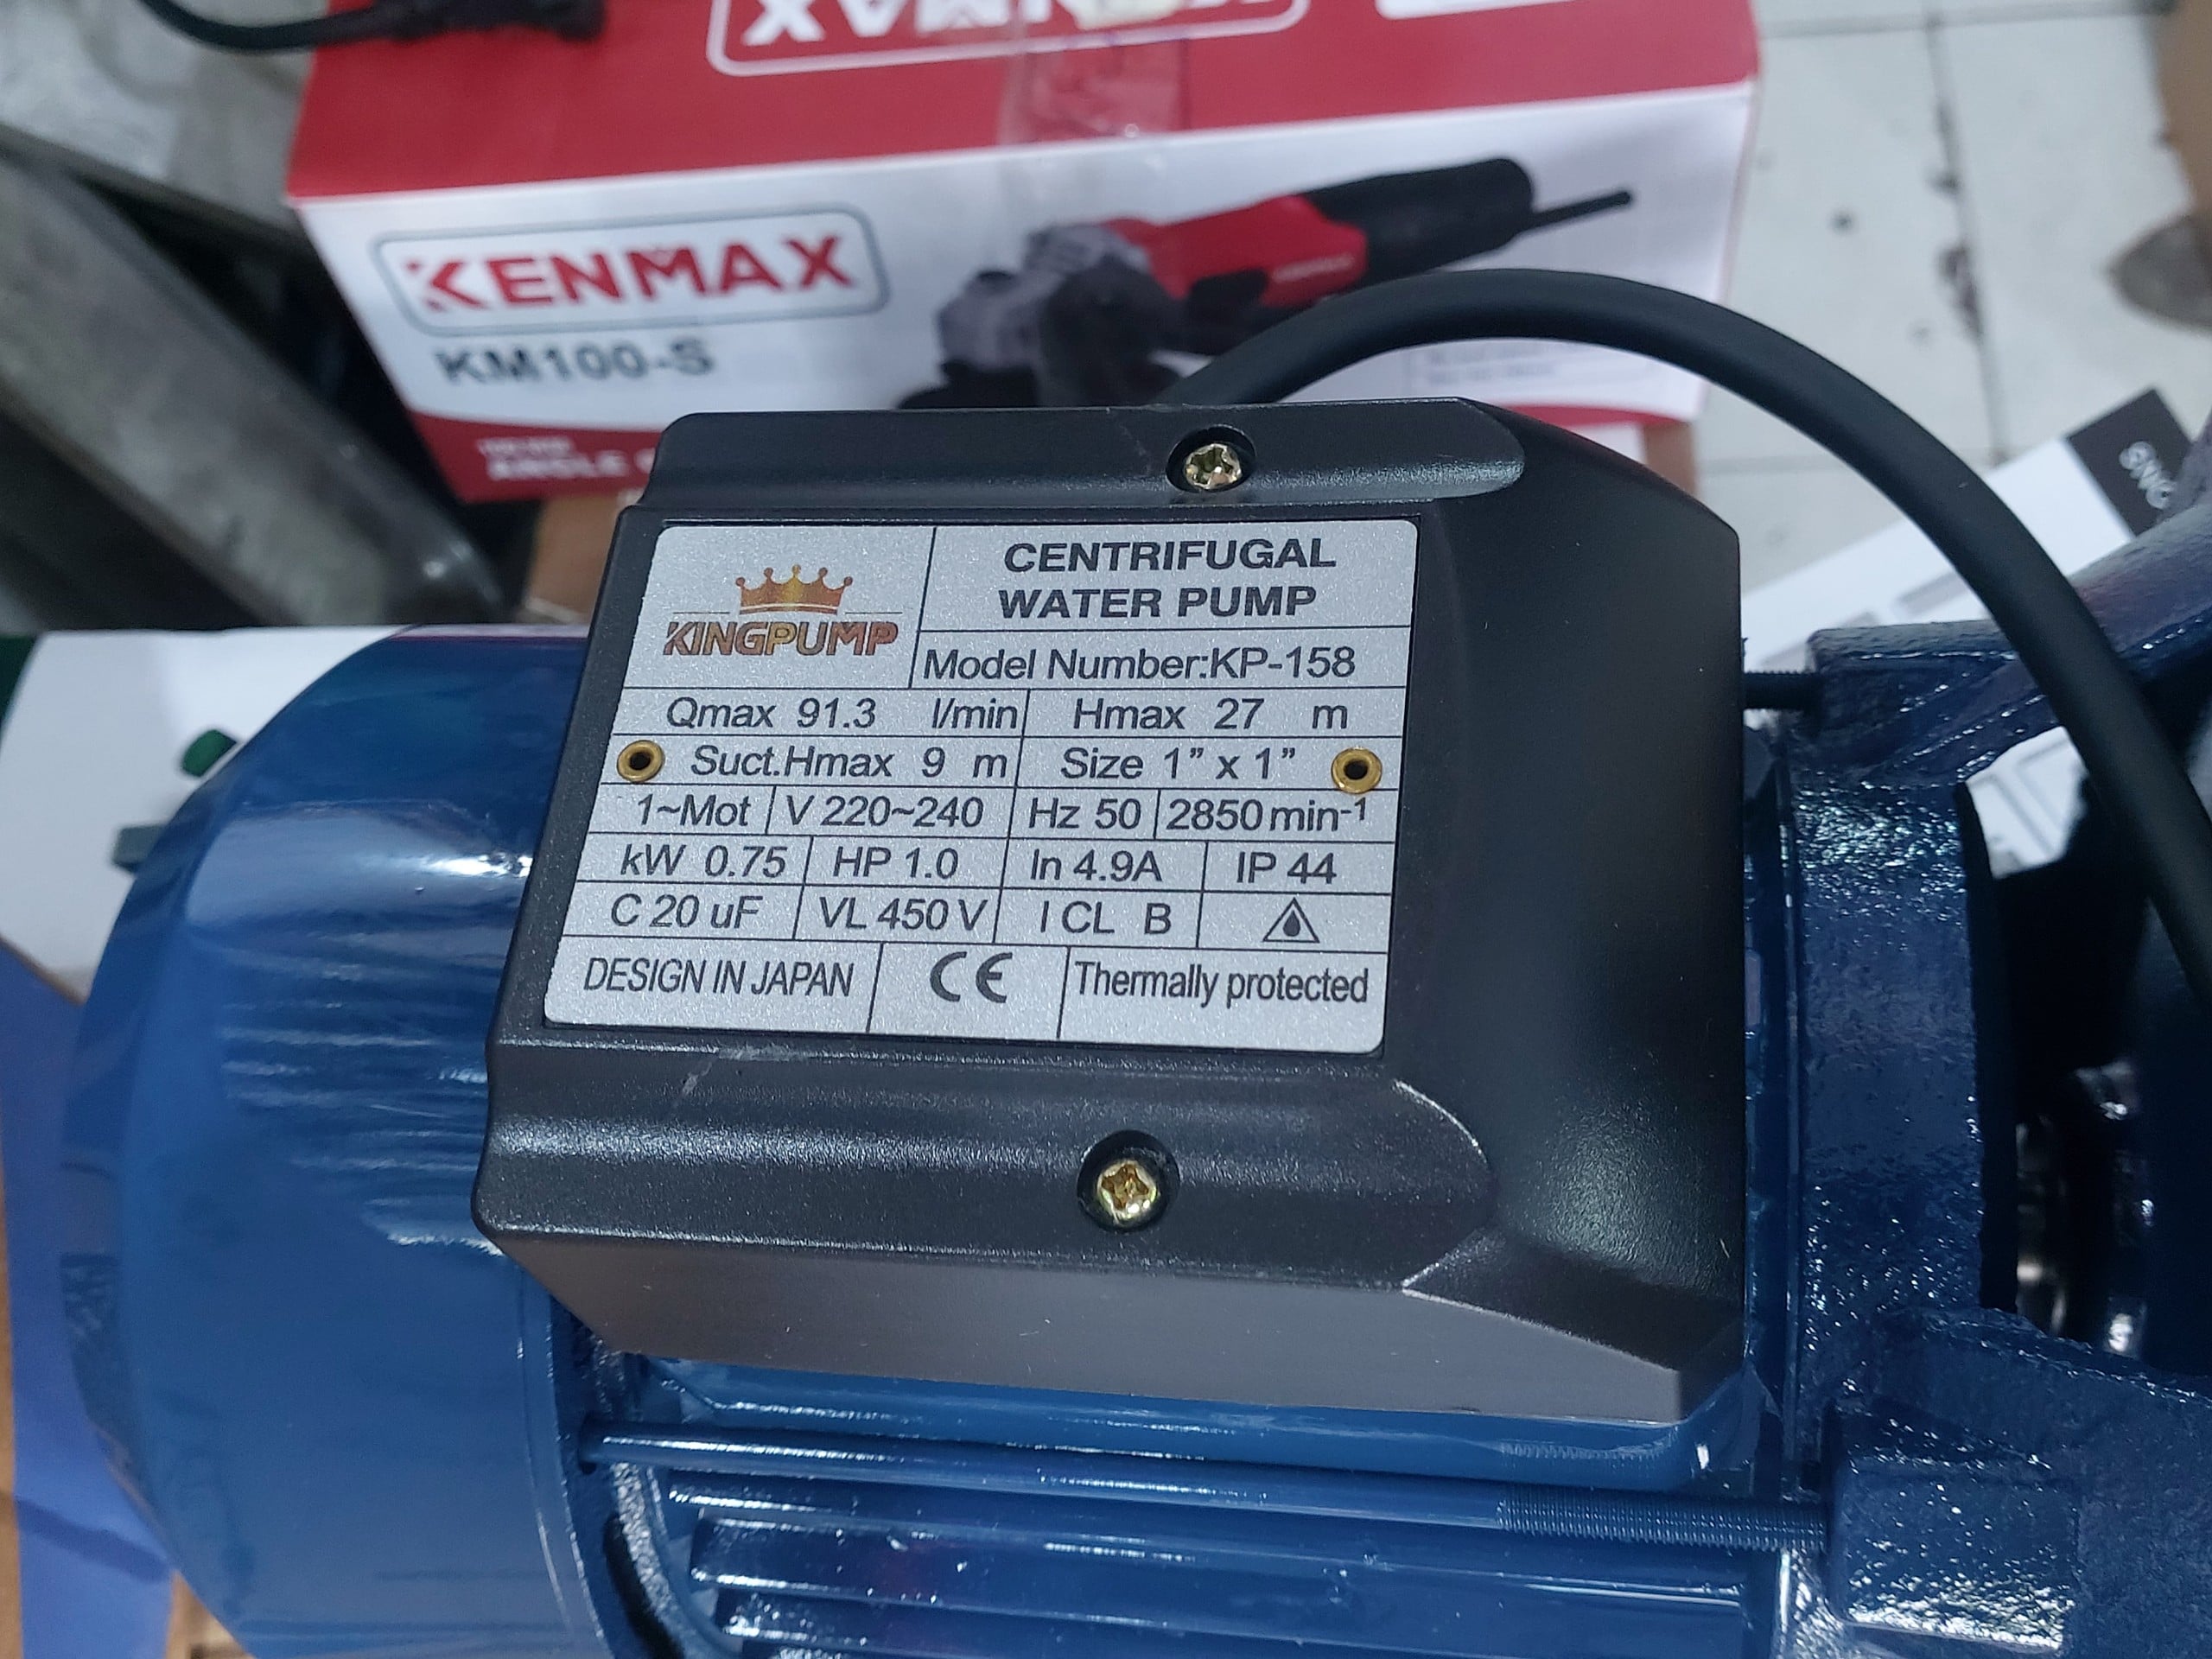 KENMAX
KENMAX
KM100-S
ANGLE
KINGPUMP
CENTRIFUGAL
WATER PUMP
Model Number:KP-158
Qmax 91.3 l/min Hmax 27 m
Suct.Hmax 9 m Size 1” x 1”
1~Mot V 220~240 Hz 50 2850 min-1
kW 0.75 HP 1.0 In 4.9A IP 44
C 20 uF VL 450 V I CL B
DESIGN IN JAPAN CE Thermally protected